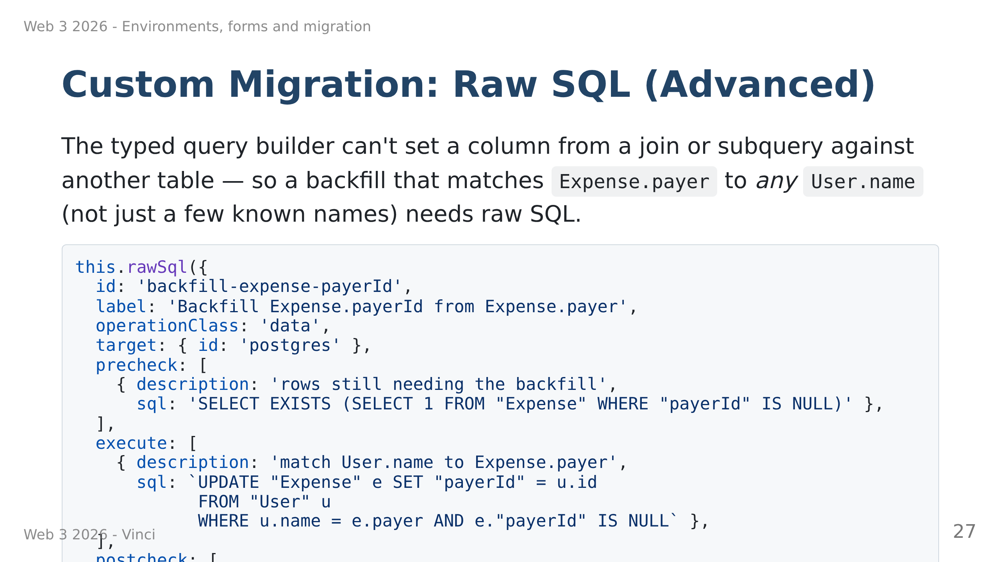 Web 3 2026 - Environments, forms and migration
Custom Migration: Raw SQL (Advanced)
The typed query builder can't set a column from a join or subquery against
another table — so a backfill that matches Expense.payer to any User.name
(not just a few known names) needs raw SQL.
this.rawSql({
  id: 'backfill-expense-payerId',
  label: 'Backfill Expense.payerId from Expense.payer',
  operationClass: 'data',
  target: { id: 'postgres' },
  precheck: [
    { description: 'rows still needing the backfill',
      sql: 'SELECT EXISTS (SELECT 1 FROM "Expense" WHERE "payerId" IS NULL)' },
  ],
  execute: [
    { description: 'match User.name to Expense.payer',
      sql: `UPDATE "Expense" e SET "payerId" = u.id
            FROM "User" u
            WHERE u.name = e.payer AND e."payerId" IS NULL` },
  ],
  postcheck: [
Web 3 2026 - Vinci
27